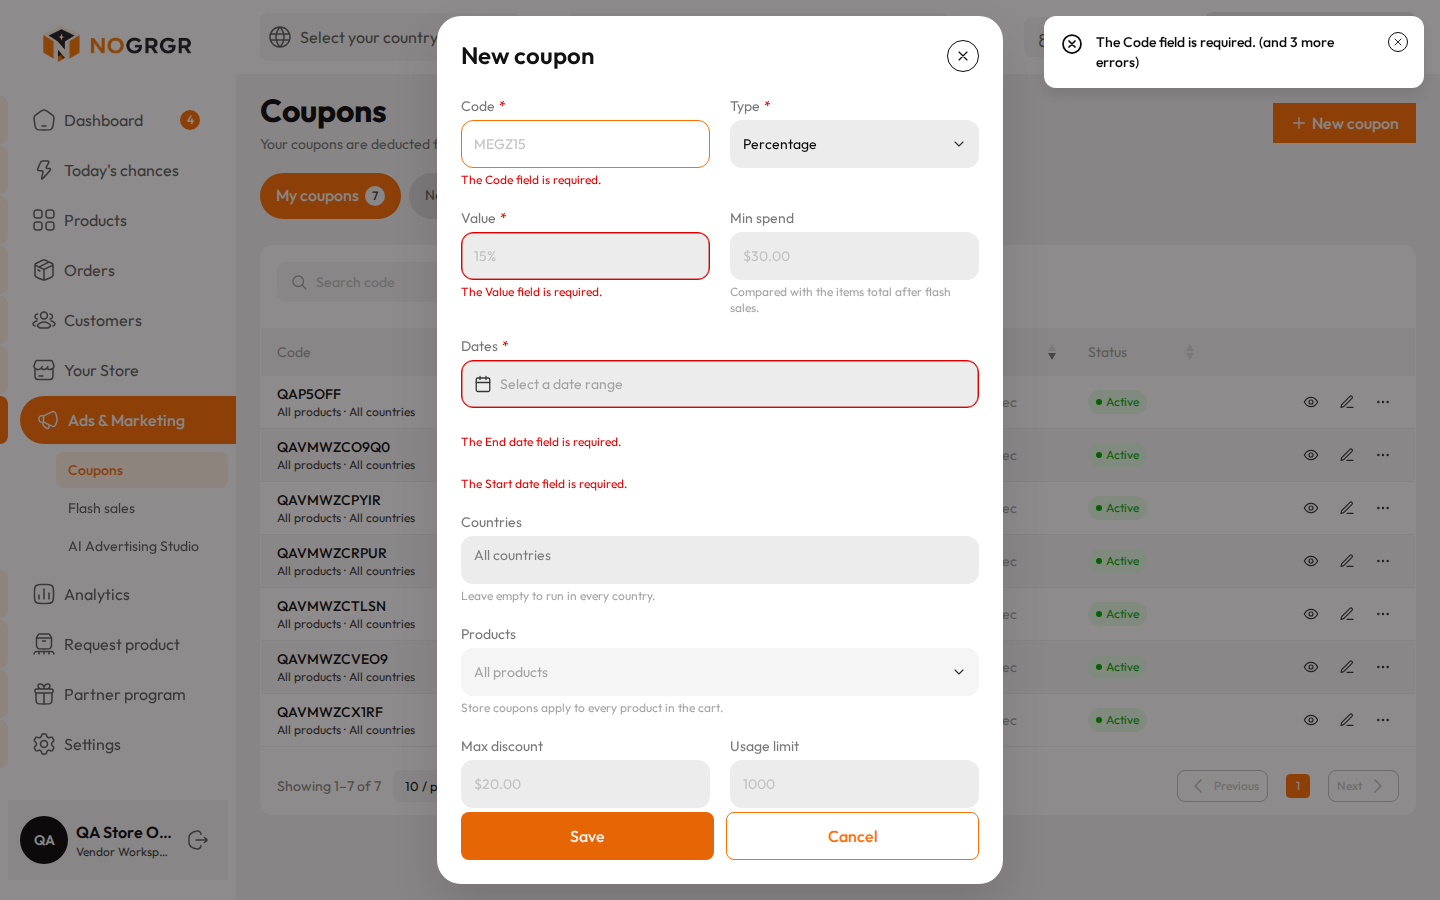 NOGRGR
Select your country
Dashboard
4
Today's chances
Products
Orders
Customers
Your Store
Ads & Marketing
Coupons
Flash sales
AI Advertising Studio
Analytics
Request product
Partner program
Settings
QA
QA Store O...
Vendor Worksp...
Coupons
Your coupons are deducted f
My coupons 7
New coupon
Search code
Code
Status
QAP5OFF
All products · All countries
ec
Active
QAVMWZCO9Q0
All products · All countries
ec
Active
QAVMWZCPYIR
All products · All countries
ec
Active
QAVMWZCRPUR
All products · All countries
ec
Active
QAVMWZCTLSN
All products · All countries
ec
Active
QAVMWZCVEO9
All products · All countries
ec
Active
QAVMWZCX1RF
All products · All countries
ec
Active
Showing 1–7 of 7
10 / p
Previous
1
Next
New coupon
Code *
Type *
MEGZ15
Percentage
The Code field is required.
Value *
Min spend
15%
$30.00
The Value field is required.
Compared with the items total after flash
sales.
Dates *
Select a date range
The End date field is required.
The Start date field is required.
Countries
All countries
Leave empty to run in every country.
Products
All products
Store coupons apply to every product in the cart.
Max discount
Usage limit
$20.00
1000
Save
Cancel
The Code field is required. (and 3 more
errors)